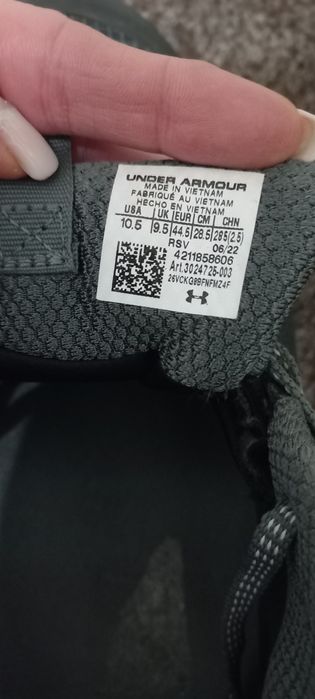 UNDER ARMOUR
MADE IN VIETNAM
FABRIQUÉ AU VIETNAM
HECHO EN VIETNAM
USA UK EUR CM CHN
10.5 9.5 44.5 28.5 285(2.5)
RSV 06/22
4211858606
Art.3024725-003
26VCKG9BFNFMZ4F